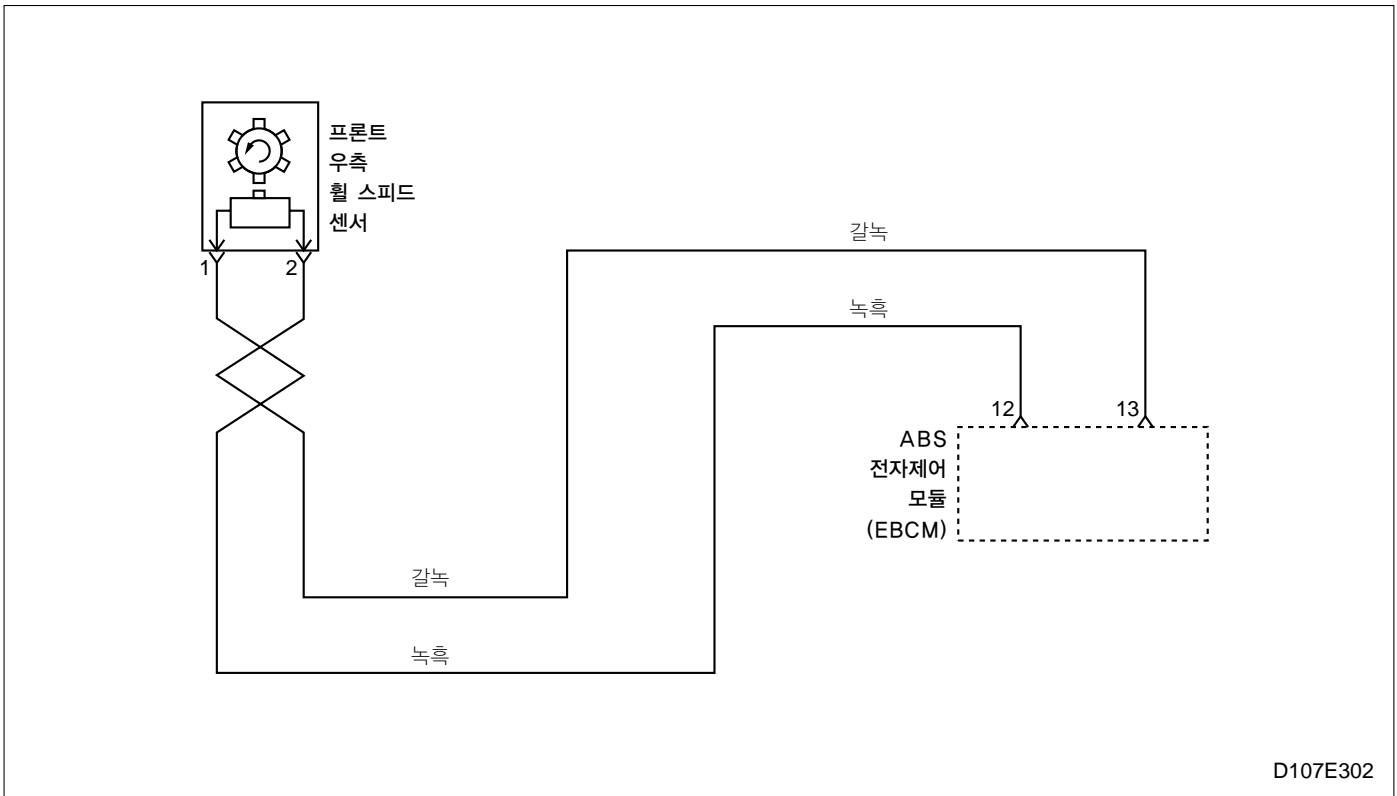 프론트
우측
휠 스피드
센서
1
2
갈녹
녹흑
12
13
ABS
전자제어
모듈
(EBCM)
갈녹
녹흑
D107E302